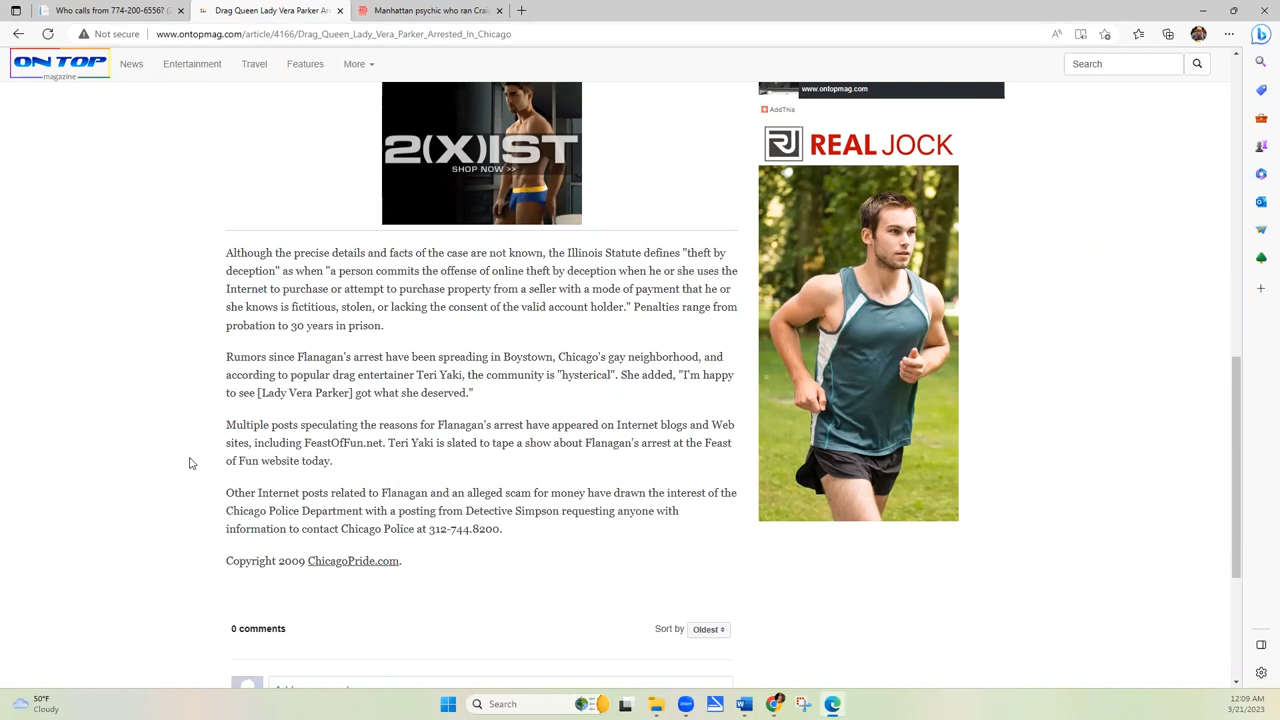 Who calls from 774-200-6556? (
Drag Queen Lady Vera Parker Arr
Manhattan psychic who ran Crai
Not secure
www.ontopmag.com/article/4166/Drag_Queen_Lady_Vera_Parker_Arrested_In_Chicago
ON TOP
magazine
News
Entertainment
Travel
Features
More
Search
www.ontopmag.com
AddThis
2(X)IST
SHOP NOW >>
RJ REAL JOCK
Although the precise details and facts of the case are not known, the Illinois Statute defines "theft by
deception" as when "a person commits the offense of online theft by deception when he or she uses the
Internet to purchase or attempt to purchase property from a seller with a mode of payment that he or
she knows is fictitious, stolen, or lacking the consent of the valid account holder." Penalties range from
probation to 30 years in prison.
Rumors since Flanagan's arrest have been spreading in Boystown, Chicago's gay neighborhood, and
according to popular drag entertainer Teri Yaki, the community is "hysterical". She added, "I'm happy
to see [Lady Vera Parker] got what she deserved."
Multiple posts speculating the reasons for Flanagan's arrest have appeared on Internet blogs and Web
sites, including FeastOfFun.net. Teri Yaki is slated to tape a show about Flanagan's arrest at the Feast
of Fun website today.
Other Internet posts related to Flanagan and an alleged scam for money have drawn the interest of the
Chicago Police Department with a posting from Detective Simpson requesting anyone with
information to contact Chicago Police at 312-744.8200.
Copyright 2009 ChicagoPride.com.
0 comments
Sort by Oldest
50°F
Cloudy
Search
12:09 AM
3/21/2023